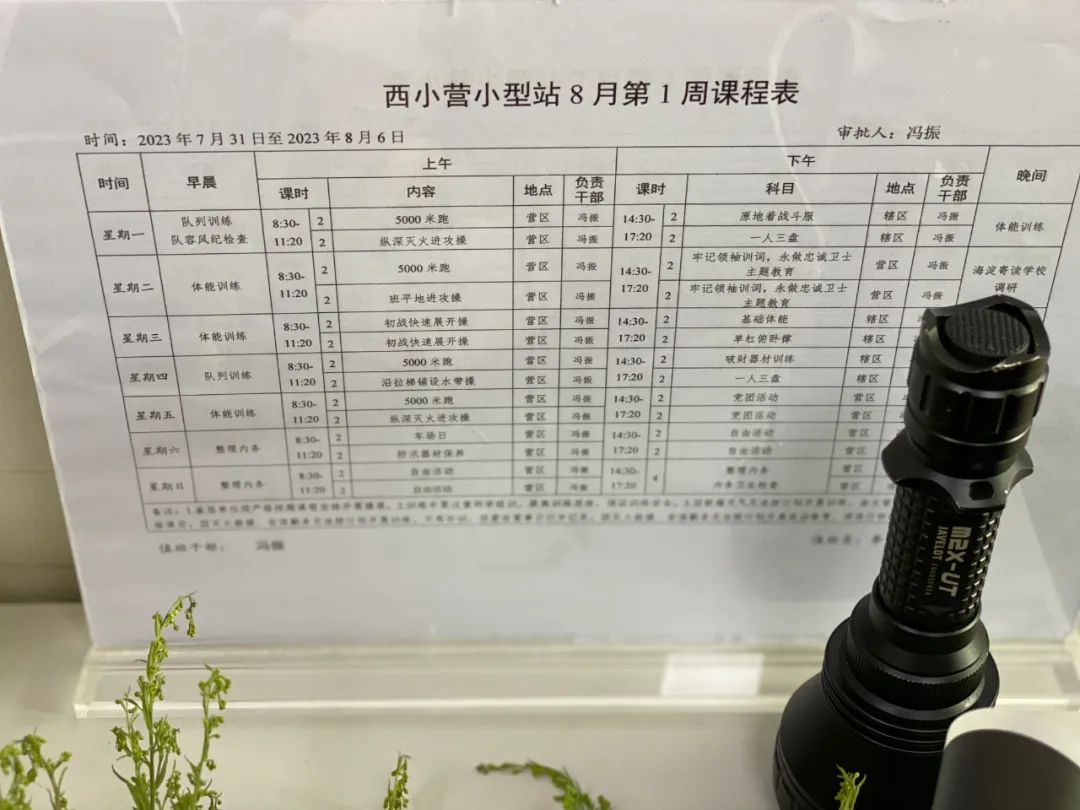 西小营小型站 8 月第 1 周课程表
时间：2023 年 7 月 31 日至 2023 年 8 月 6 日 审批人：冯振
时间 早晨 上午 下午 晚间
课时 内容 地点 负责干部 课时 科目 地点 负责干部
星期一 队列训练 队容风纪检查 8:30-11:20 2 5000 米跑 营区 冯振 14:30-17:20 2 原地着战斗服 辖区 冯振 体能训练
2 纵深灭火进攻操 营区 冯振 2 一人三盘 辖区 冯振
星期二 体能训练 8:30-11:20 2 5000 米跑 营区 冯振 14:30-17:20 2 牢记领袖训词，永做忠诚卫士主题教育 营区 冯振 海淀寄读学校调研
2 班平地进攻操 营区 冯振 2 牢记领袖训词，永做忠诚卫士主题教育 营区 冯振
星期三 体能训练 8:30-11:20 2 初战快速展开操 营区 冯振 14:30-17:20 2 基础体能 辖区
2 初战快速展开操 营区 冯振 2 单杠俯卧撑 辖区
星期四 队列训练 8:30-11:20 2 5000 米跑 营区 冯振 14:30-17:20 2 破财器材训练 辖区
2 沿拉梯铺设水带操 营区 冯振 2 一人三盘 辖区
星期五 体能训练 8:30-11:20 2 5000 米跑 营区 冯振 14:30-17:20 2 党团活动 营区
2 纵深灭火进攻操 营区 冯振 2 党团活动 营区
星期六 整理内务 8:30-11:20 2 车场日 营区 冯振 14:30-17:20 2 自由活动 营区
2 防汛器材保养 营区 冯振 2 自由活动 营区
星期日 整理内务 8:30-11:20 2 自由活动 营区 冯振 14:30-17:20 4 整理内务 营区
2 自由活动 营区 冯振 内务卫生检查 营区
值班干部： 冯振 值班员：
M2X-UT
JAVELOT